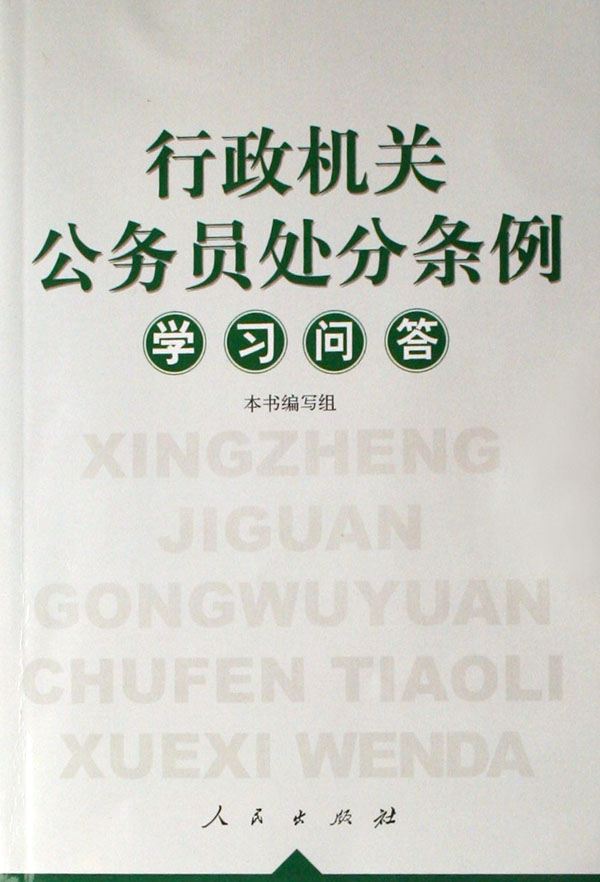 行政机关
公务员处分条例
学习问答
本书编写组
XINGZHENG
JIGUAN
GONGWUYUAN
CHUFEN TIAOLI
XUEXI WENDA
人民出版社